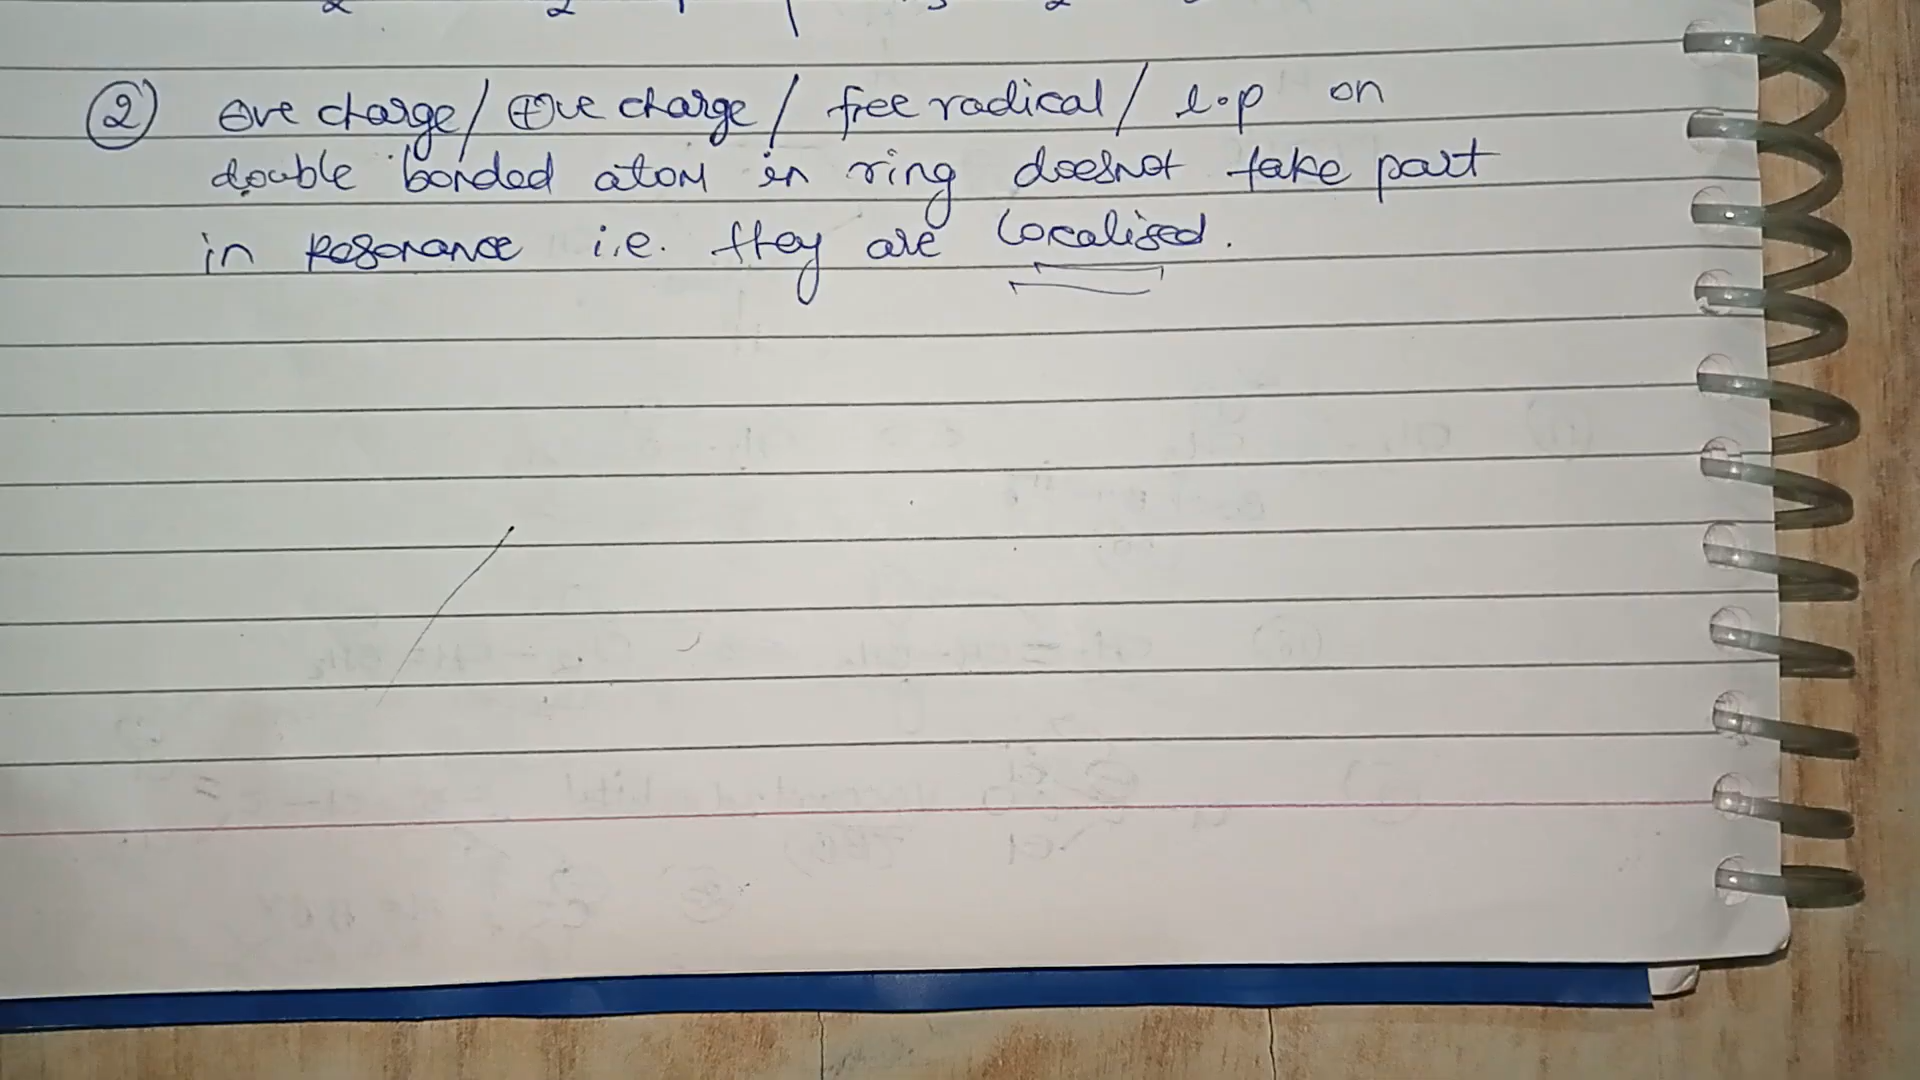 ② ⊖ve charge / ⊕ve charge / free radical / l.p on
double bonded atom in ring doesnot take part
in resonance i.e. they are localised.